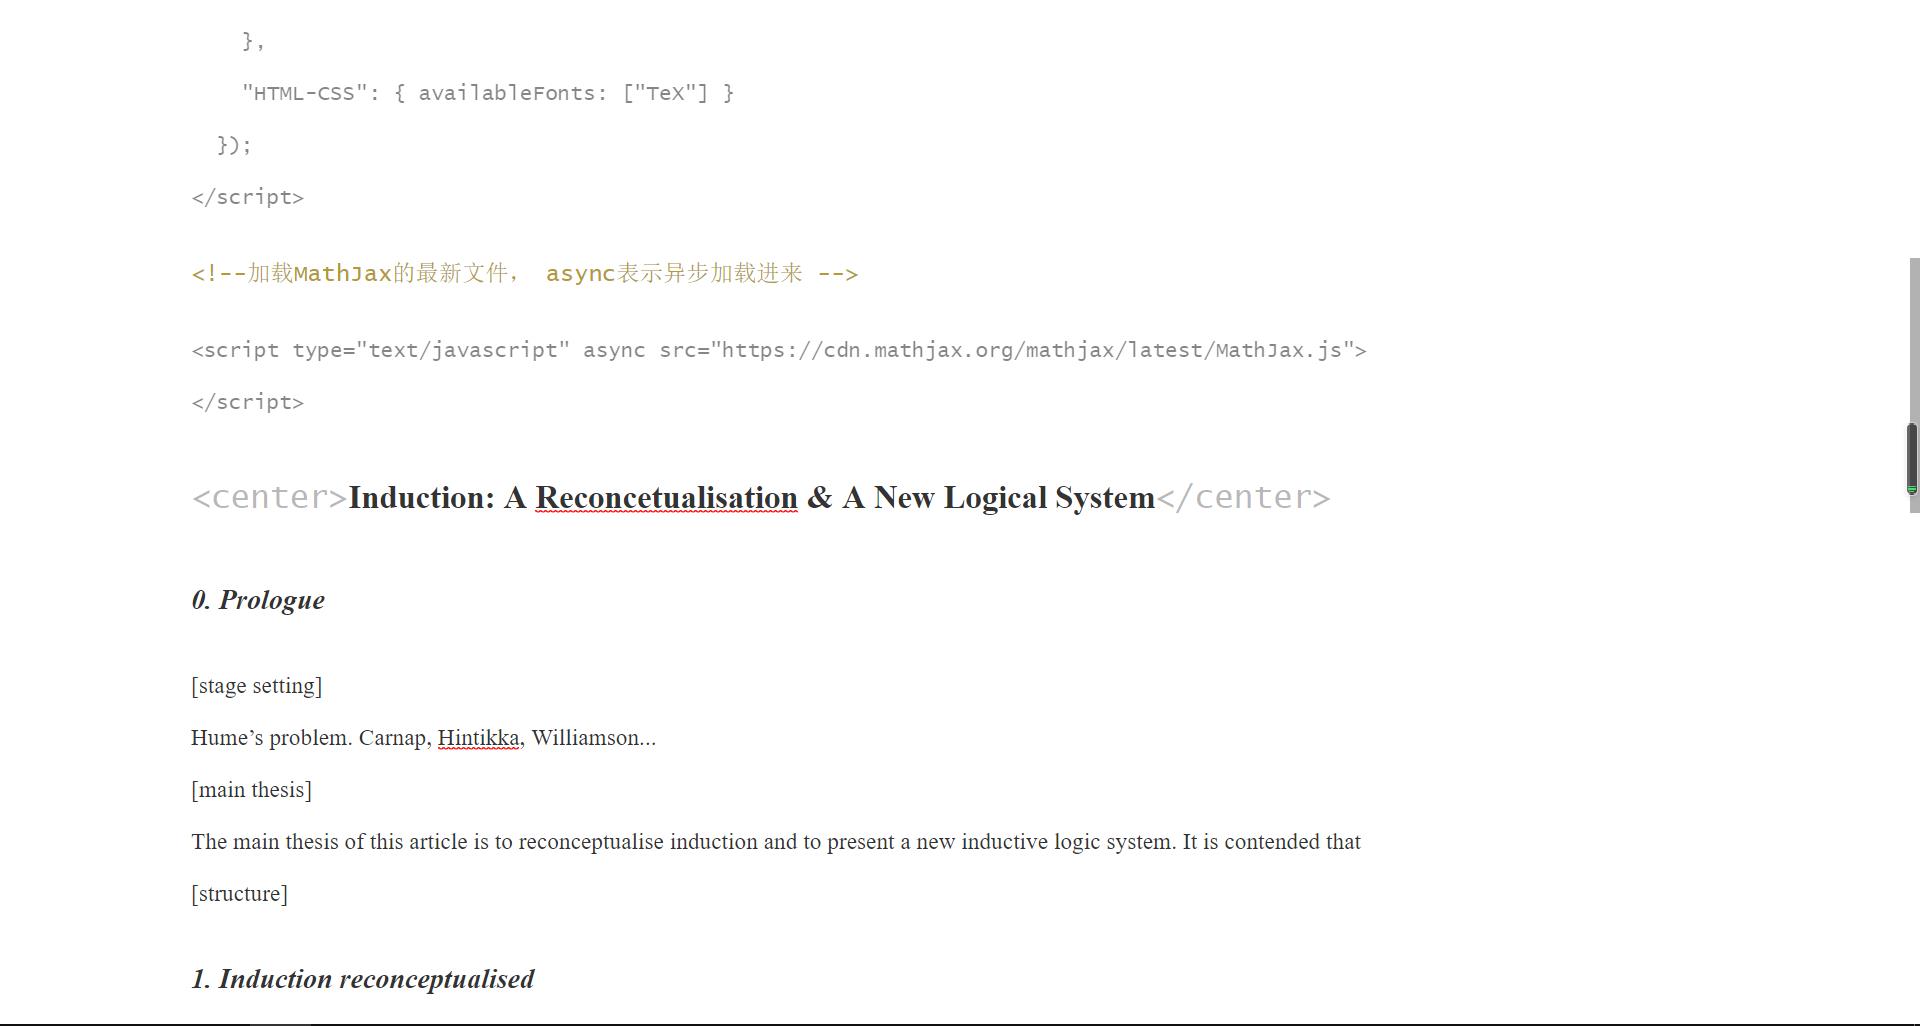 },
"HTML-CSS": { availableFonts: ["TeX"] }
});
</script>
<!--加载MathJax的最新文件， async表示异步加载进来 -->
<script type="text/javascript" async src="https://cdn.mathjax.org/mathjax/latest/MathJax.js">
</script>
<center>Induction: A Reconcetualisation & A New Logical System</center>
0. Prologue
[stage setting]
Hume’s problem. Carnap, Hintikka, Williamson...
[main thesis]
The main thesis of this article is to reconceptualise induction and to present a new inductive logic system. It is contended that
[structure]
1. Induction reconceptualised